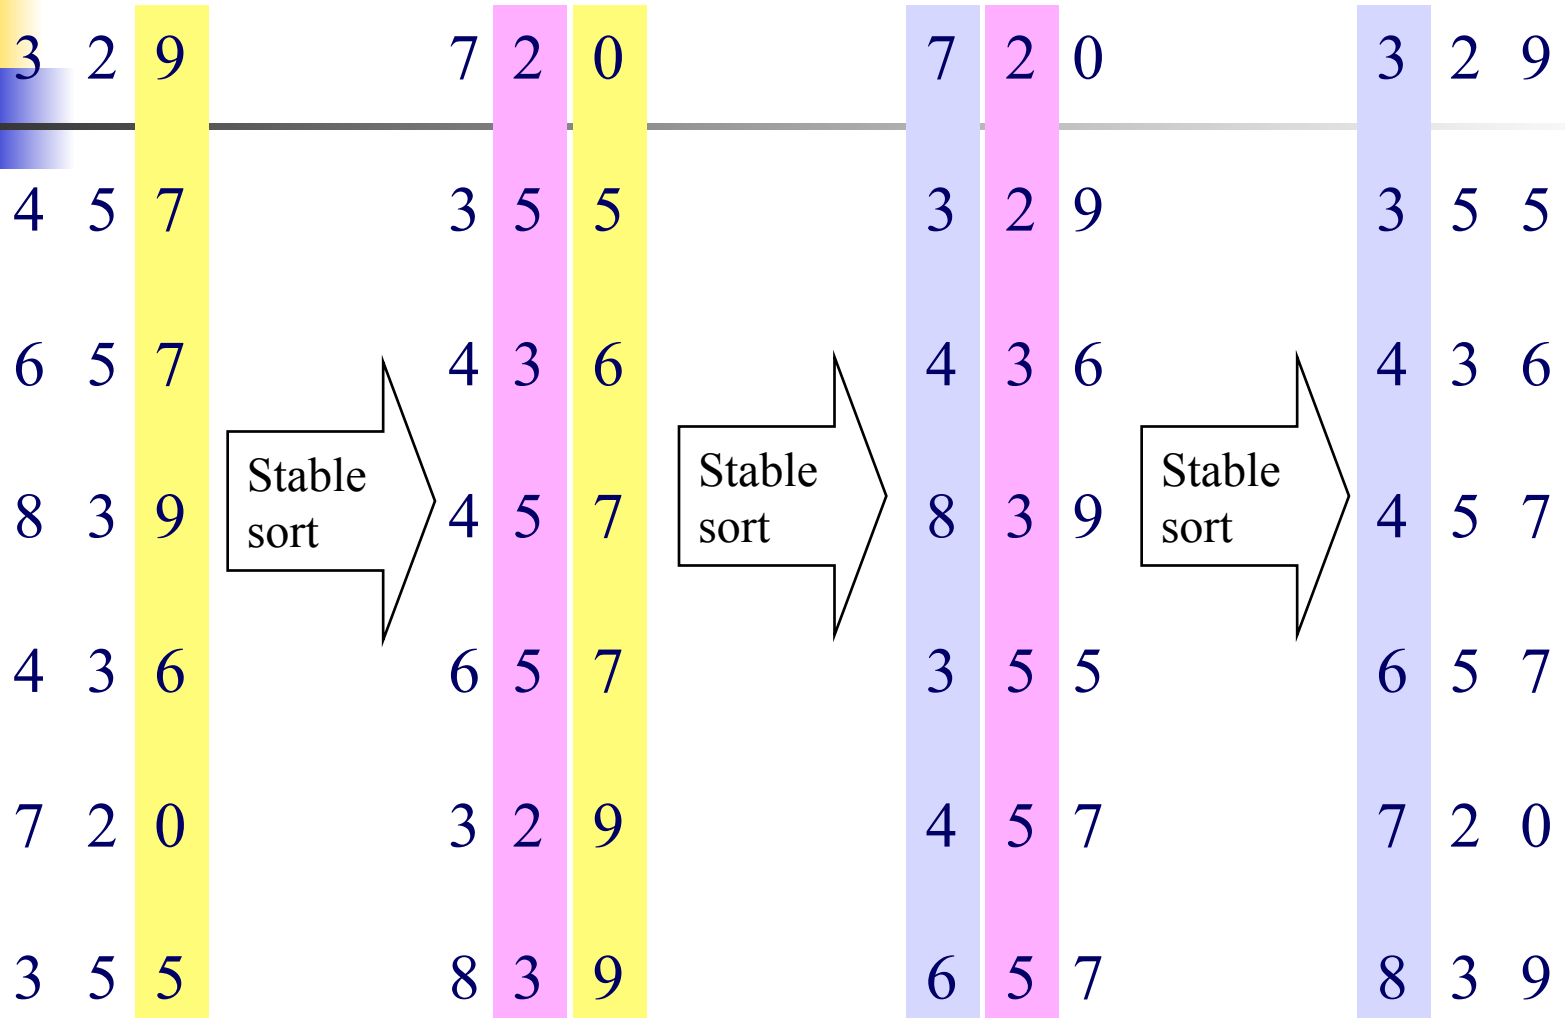 3 2 9 7 2 0 7 2 0 3 2 9
4 5 7 3 5 5 3 2 9 3 5 5
6 5 7 4 3 6 4 3 6 4 3 6
Stable Stable Stable
8 3 9 4 5 7 8 3 9 4 5 7
sort sort sort
4 3 6 6 5 7 3 5 5 6 5 7
7 2 0 3 2 9 4 5 7 7 2 0
3 5 5 8 3 9 6 5 7 8 3 9